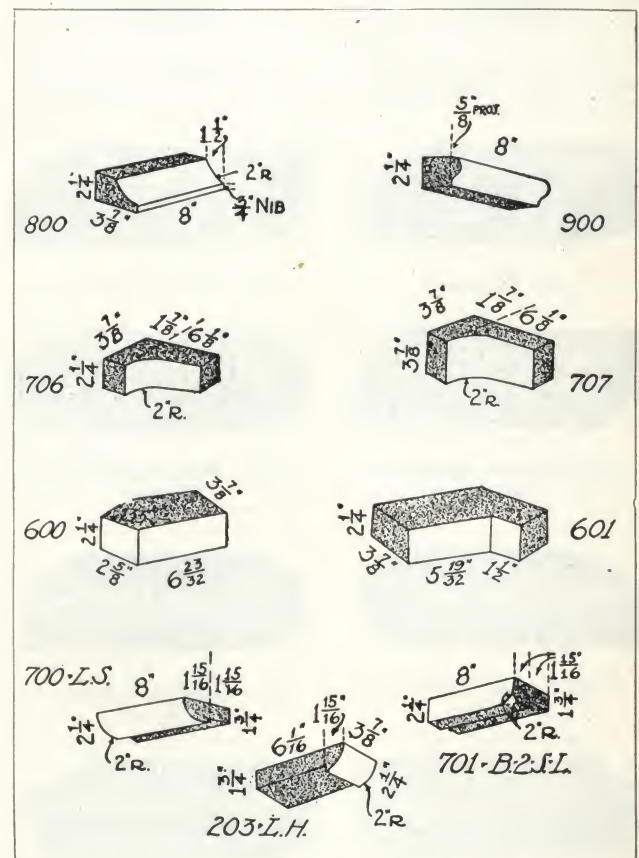 1 1/2"
2"R
3/4" NIB
2 1/4"
3 7/8"
8"
800
5/8" PROJ.
8"
2 1/4
900
3 7/8"
1 7/8"/6 1/8"
2 1/4"
706
2"R.
3 7/8"
1 7/8"/6 1/8"
3 7/8"
707
2"R.
3 7/8"
600
2 1/4"
2 5/8"
6 23/32
2 1/4"
601
3 7/8"
5 19/32
1 1/2"
700-L.S.
8"
1 15/16
1 15/16
2 1/4"
2"R.
1 3/4
8"
1 15/16"
2 1/4"
1 3/4"
2"R.
701-B-2-S-L.
6 1/16
1 15/16"
3 7/8"
1 3/4"
2 1/4"
2"R
203-L.H.